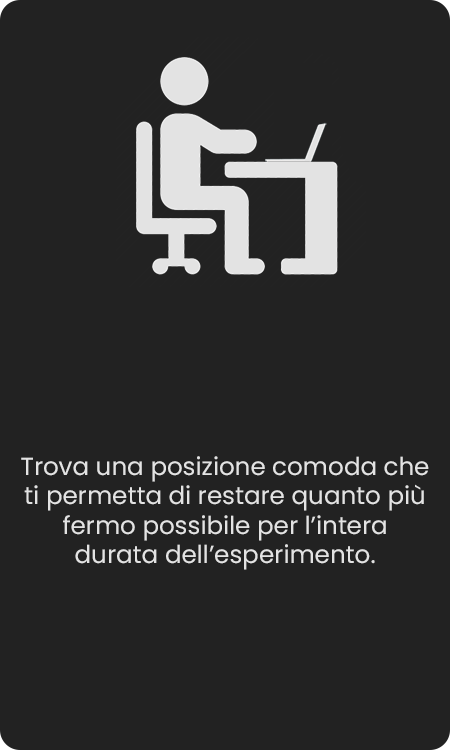 Trova una posizione comoda che
ti permetta di restare quanto più
fermo possibile per l’intera
durata dell’esperimento.